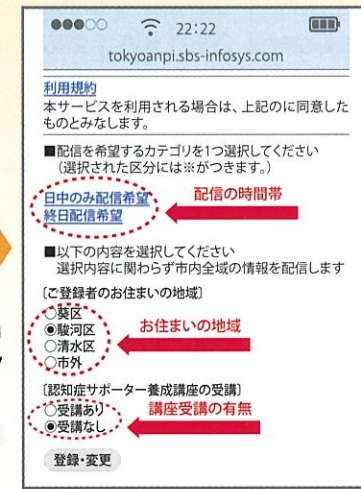 22:22
tokyoanpi.sbs-infosys.com
利用規約
本サービスを利用される場合は、上記のに同意した
ものとみなします。
■配信を希望するカテゴリを1つ選択してください
（選択された区分には※がつきます。）
日中のみ配信希望
配信の時間帯
終日配信希望
■以下の内容を選択してください
選択内容に関わらず市内全域の情報を配信します
〔ご登録者のお住まいの地域〕
○葵区
◉駿河区
お住まいの地域
○清水区
○市外
〔認知症サポーター養成講座の受講〕
○受講あり
講座受講の有無
◉受講なし
登録・変更